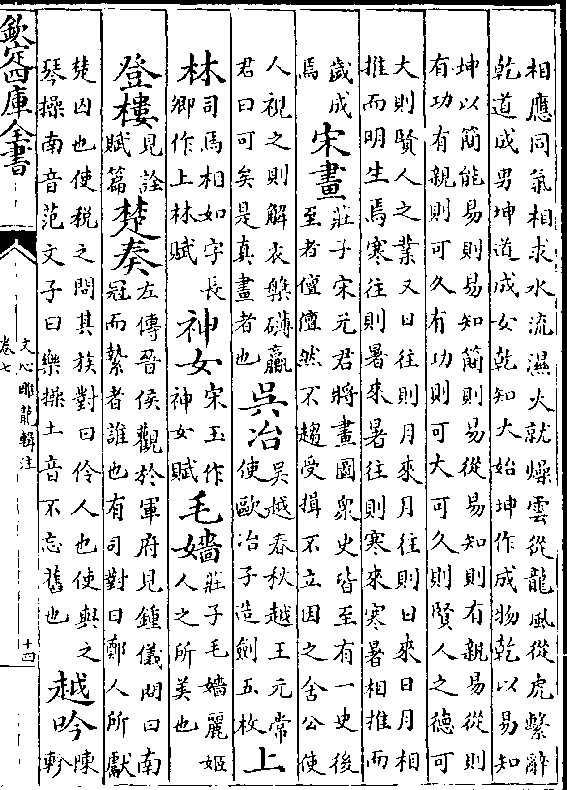 相應同氣相求水流濕火就燥雲從龍風從虎繫辭
乾道成男坤道成女乾知大始坤作成物乾以易知
坤以簡能易則易知簡則易從易知則有親易從則
有功有親則可久有功則可大可久則賢人之德可
大則賢人之業又日往則月來月往則日來日月相
推而明生焉寒往則暑來暑往則寒來寒暑相推而
歲成
焉
宋畫
莊子宋元君將畫圖衆史皆至有一史後
至者儃儃然不趨受揖不立因之舍公使
人視之則解衣槃礴臝
君曰可矣是真畫者也
吳冶
吳越春秋越王元常
使歐冶子造劍五枚
上
林
司馬相如字長
卿作上林賦
神女
宋玉作
神女賦
毛嬙
莊子毛嬙麗姬
人之所美也
登樓
見詮
賦篇
楚奏
左傳晉侯觀於軍府見鍾儀問曰南
冠而縶者誰也有司對曰鄭人所獻
楚囚也使稅之問其族對曰伶人也使與之
琴操南音范文子曰樂操土音不忘舊也
越吟
陳
軫
欽定四庫全書
文心雕龍輯注
卷七
十四